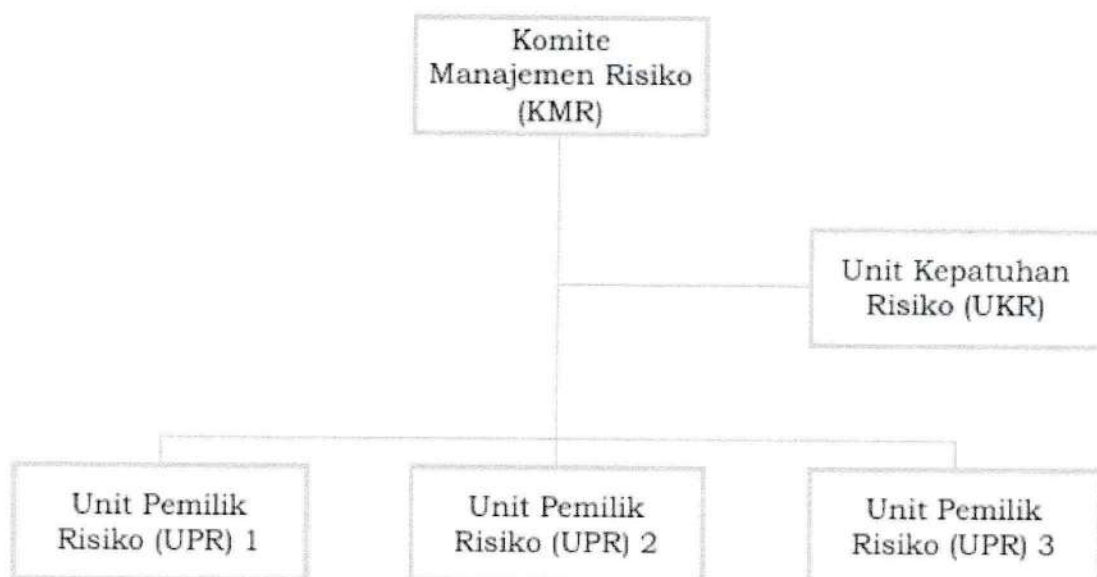 Komite
Manajemen Risiko
(KMR)
Unit Kepatuhan
Risiko (UKR)
Unit Pemilik
Risiko (UPR) 1
Unit Pemilik
Risiko (UPR) 2
Unit Pemilik
Risiko (UPR) 3